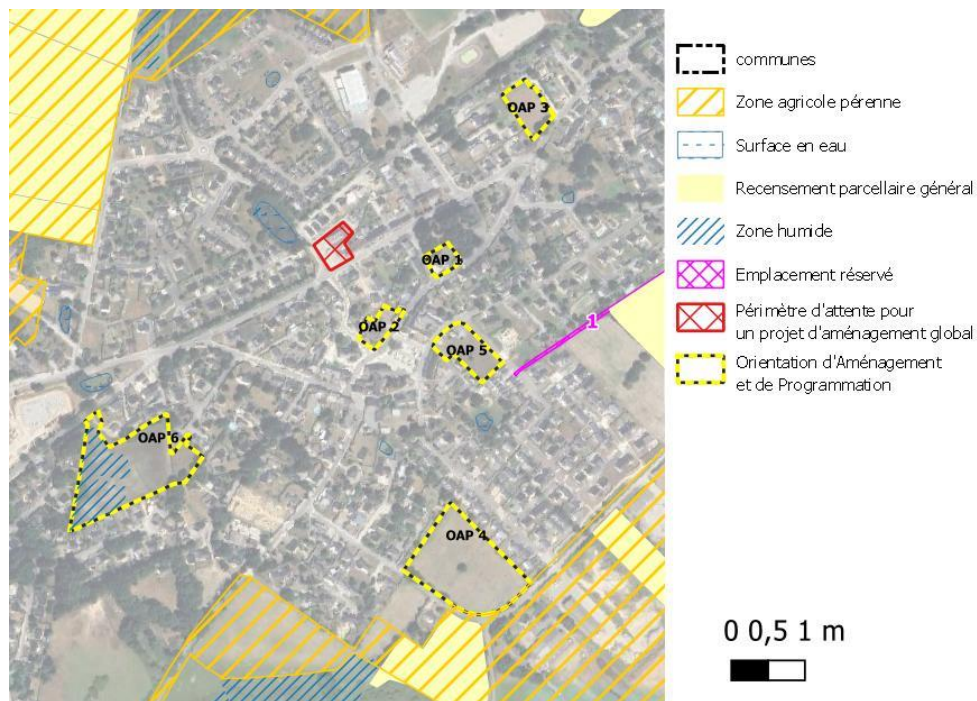 OAP 3
OAP 1
OAP 2
OAP 5
1
OAP 6
OAP 4
communes
Zone agricole pérenne
Surface en eau
Recensement parcellaire général
Zone humide
Emplacement réservé
Périmètre d'attente pour
un projet d'aménagement global
Orientation d'Aménagement
et de Programmation
0 0,5 1 m